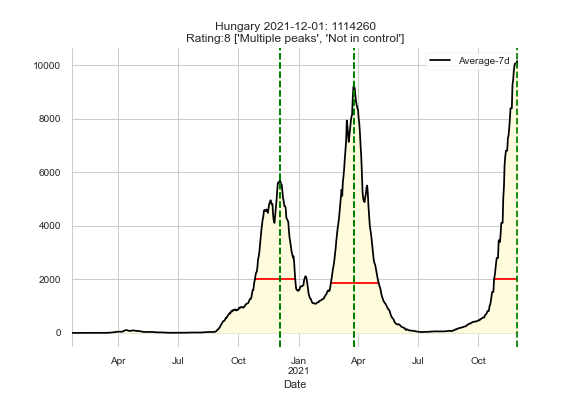 Hungary 2021-12-01: 1114260
Rating:8 ['Multiple peaks', 'Not in control']
Average-7d
10000
8000
6000
4000
2000
0
Apr
Jul
Oct
Jan
2021
Apr
Jul
Oct
Date